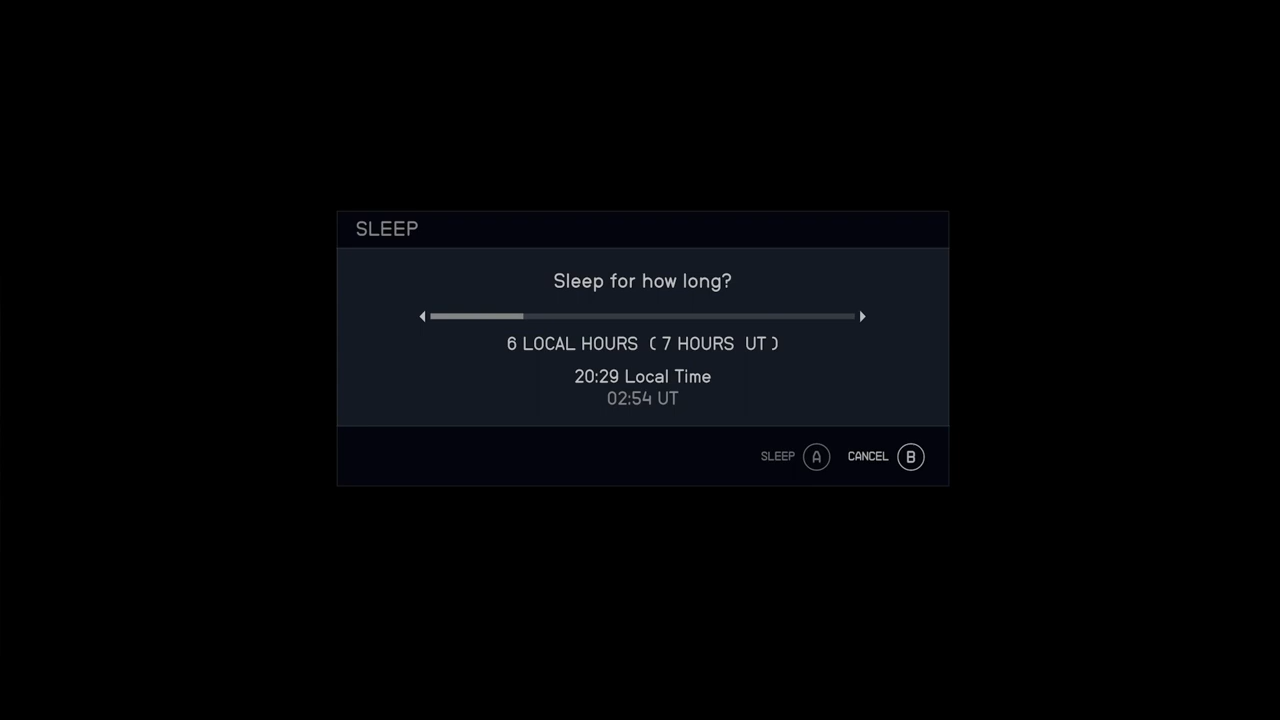 SLEEP
Sleep for how long?
6 LOCAL HOURS ( 7 HOURS UT )
20:29 Local Time
02:54 UT
SLEEP A CANCEL B